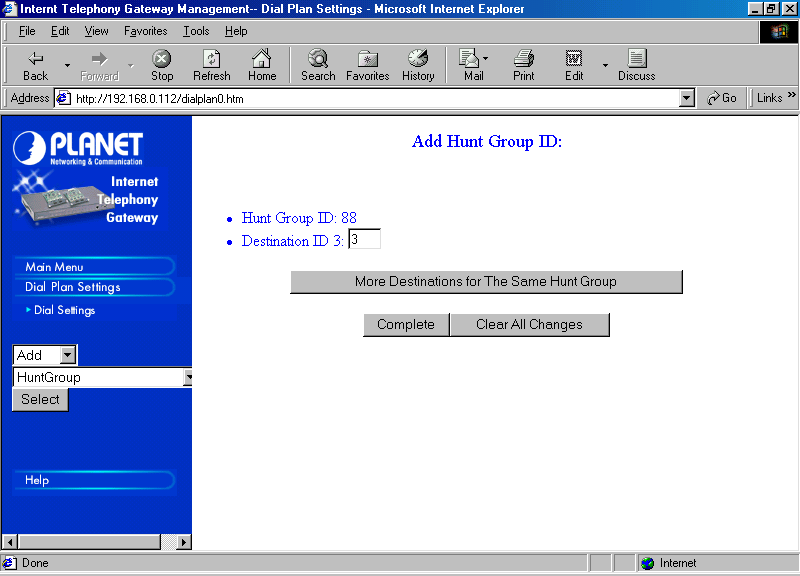 Internt Telephony Gateway Management-- Dial Plan Settings - Microsoft Internet Explorer
File Edit View Favorites Tools Help
Back Forward Stop Refresh Home Search Favorites History Mail Print Edit Discuss
Address http://192.168.0.112/dialplan0.htm Go Links »
PLANET
Networking & Communication
Internet
Telephony
Gateway
Main Menu
Dial Plan Settings
Dial Settings
Add
HuntGroup
Select
Help
Add Hunt Group ID:
• Hunt Group ID: 88
• Destination ID 3: 3
More Destinations for The Same Hunt Group
Complete Clear All Changes
Done Internet